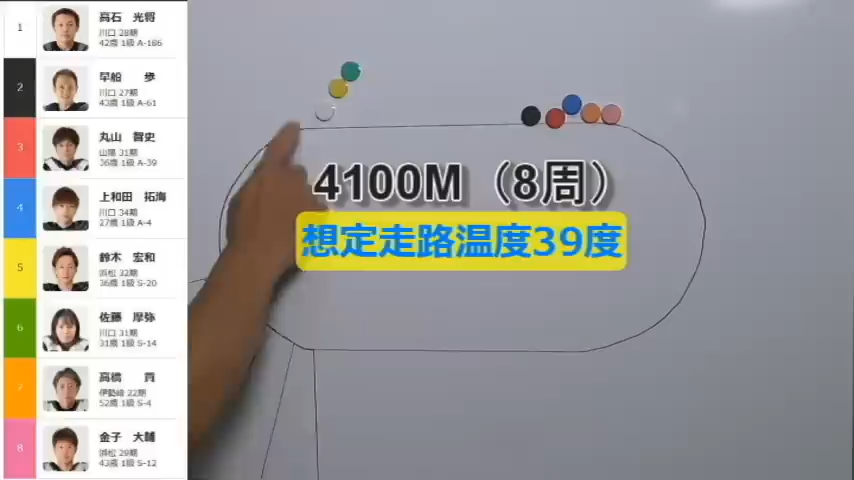 1
高石 光将
川口 28期
42歳 1級 A-186
2
早船 歩
川口 27期
43歳 1級 A-61
3
丸山 智史
山陽 31期
36歳 1級 A-39
4
上和田 拓海
川口 34期
27歳 1級 A-4
5
鈴木 宏和
浜松 32期
36歳 1級 S-20
6
佐藤 摩弥
川口 31期
31歳 1級 S-14
7
高橋 貢
伊勢崎 22期
52歳 1級 S-4
8
金子 大輔
浜松 29期
43歳 1級 S-12
4100M（8周）
想定走路温度39度